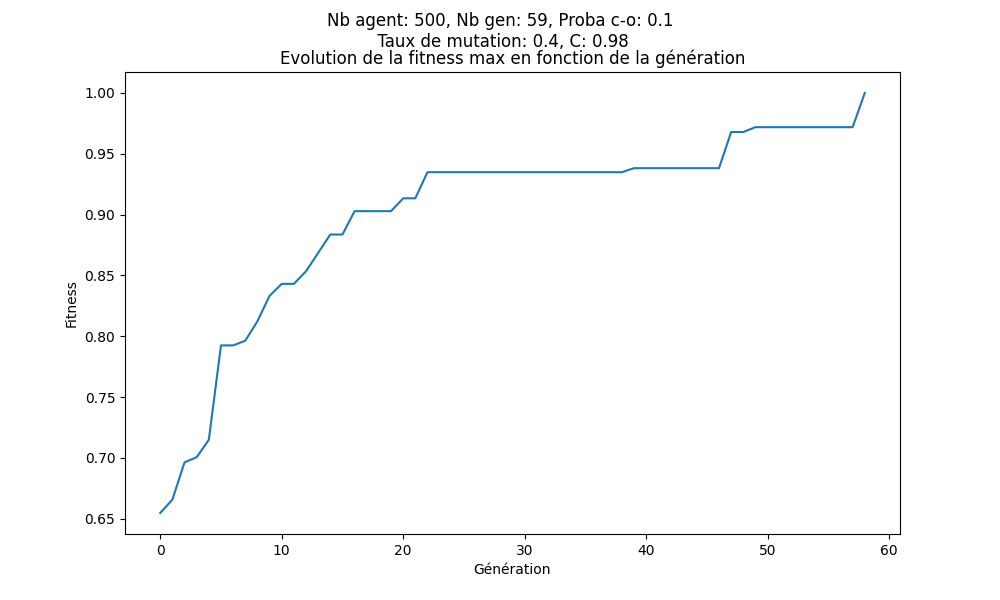 Nb agent: 500, Nb gen: 59, Proba c-o: 0.1
Taux de mutation: 0.4, C: 0.98
Evolution de la fitness max en fonction de la génération
1.00
0.95
0.90
0.85
0.80
0.75
0.70
0.65
Fitness
0 10 20 30 40 50 60
Génération